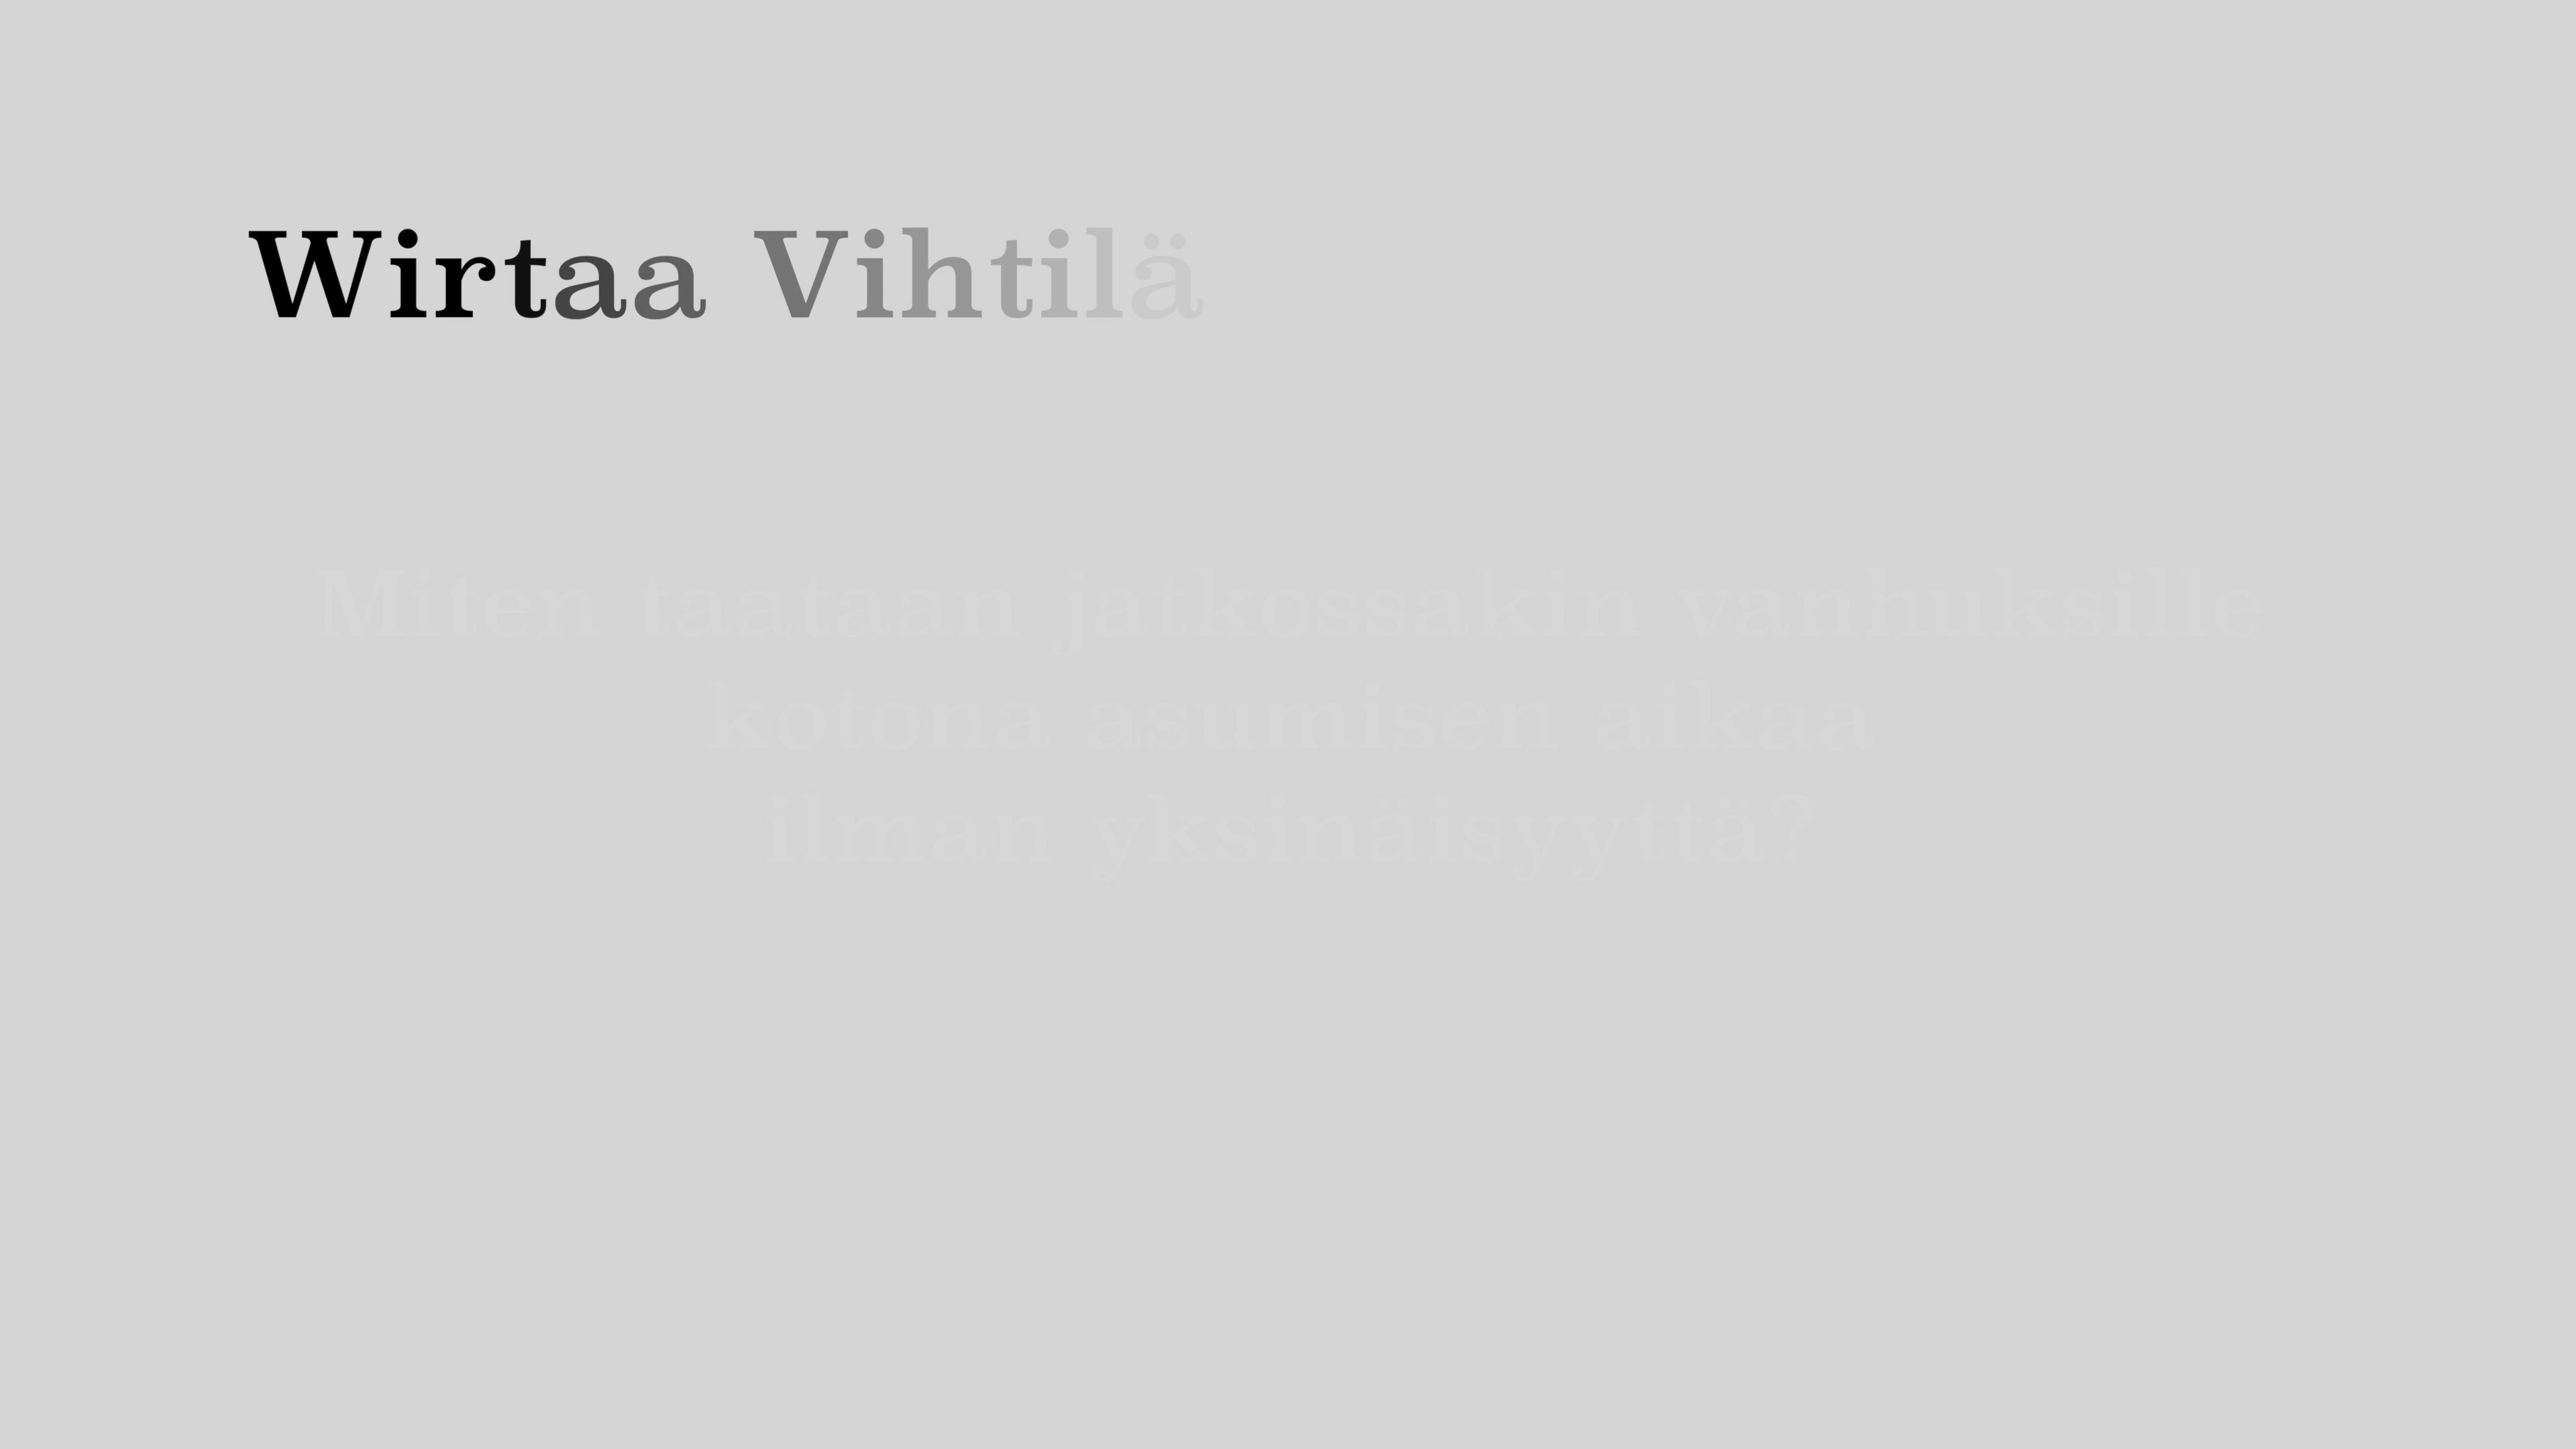 Wirtaa Vihtilä
Miten taataan jatkossakin vanhuksille
kotona asumisen aikaa
ilman yksinäisyyttä?